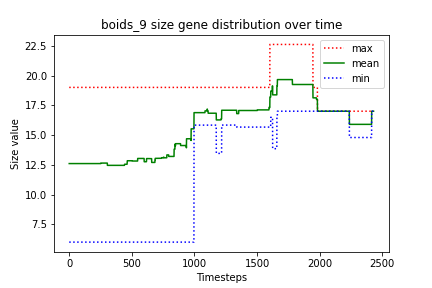 boids_9 size gene distribution over time
max
mean
min
22.5
20.0
17.5
15.0
12.5
10.0
7.5
Size value
0 500 1000 1500 2000 2500
Timesteps